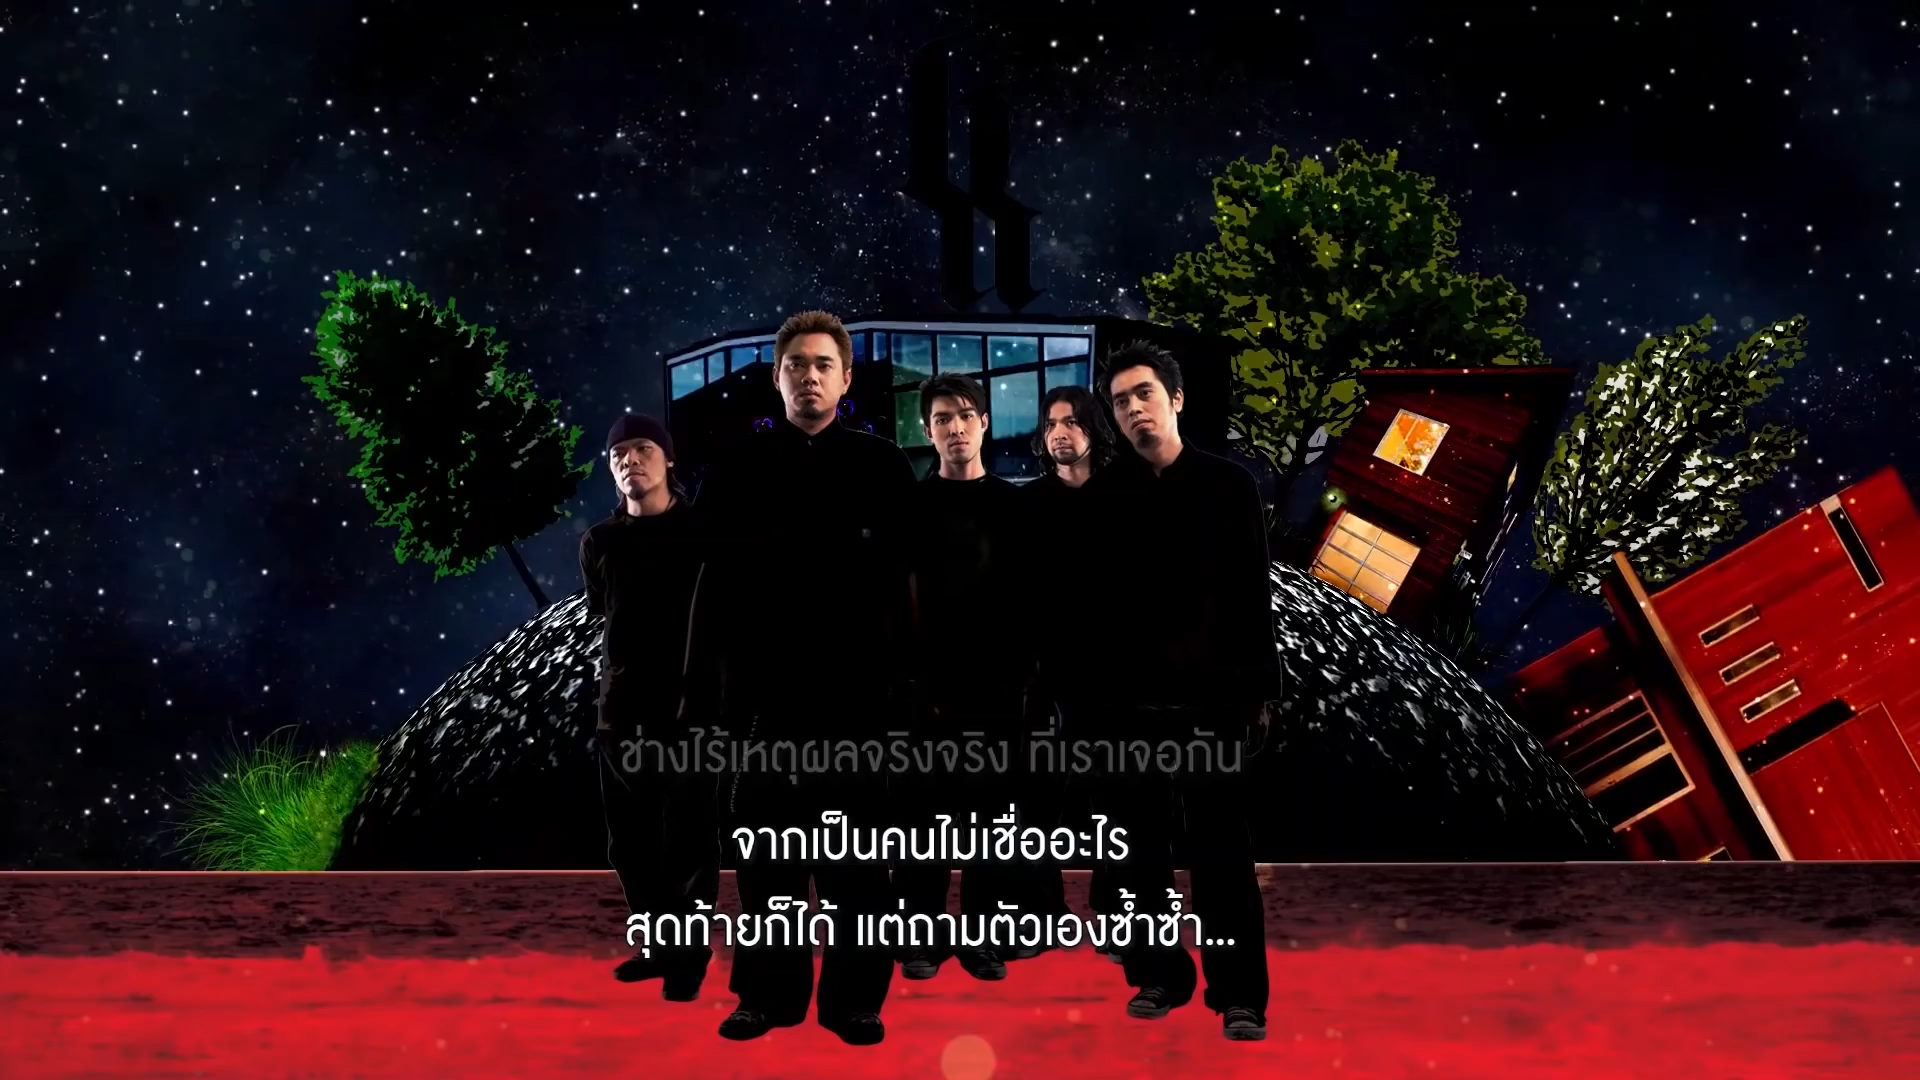 ช่างไร้เหตุผลจริงจริง ที่เราเจอกัน
จากเป็นคนไม่เชื่ออะไร
สุดท้ายก็ได้ แต่ถามตัวเองซ้ำซ้ำ...